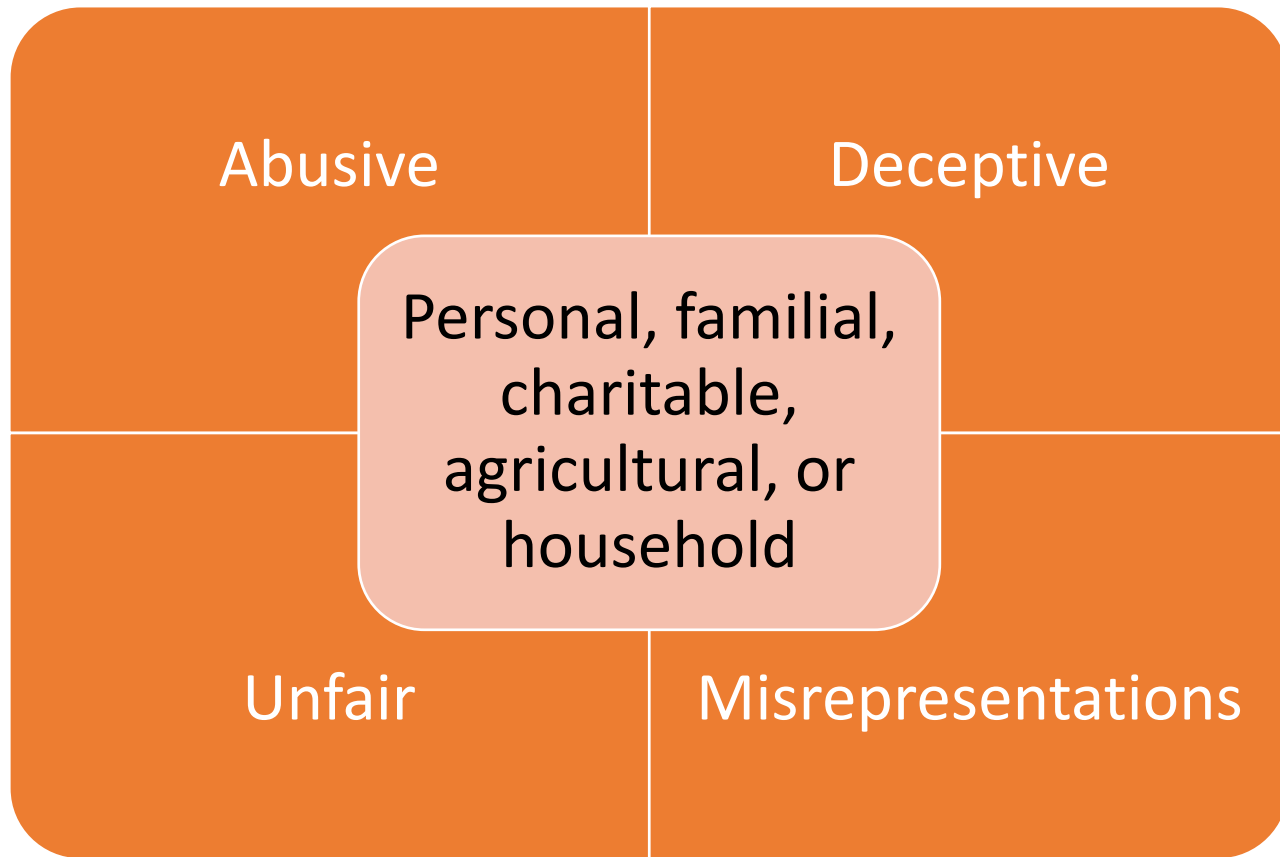 Abusive
Deceptive
Personal, familial,
charitable,
agricultural, or
household
Unfair
Misrepresentations